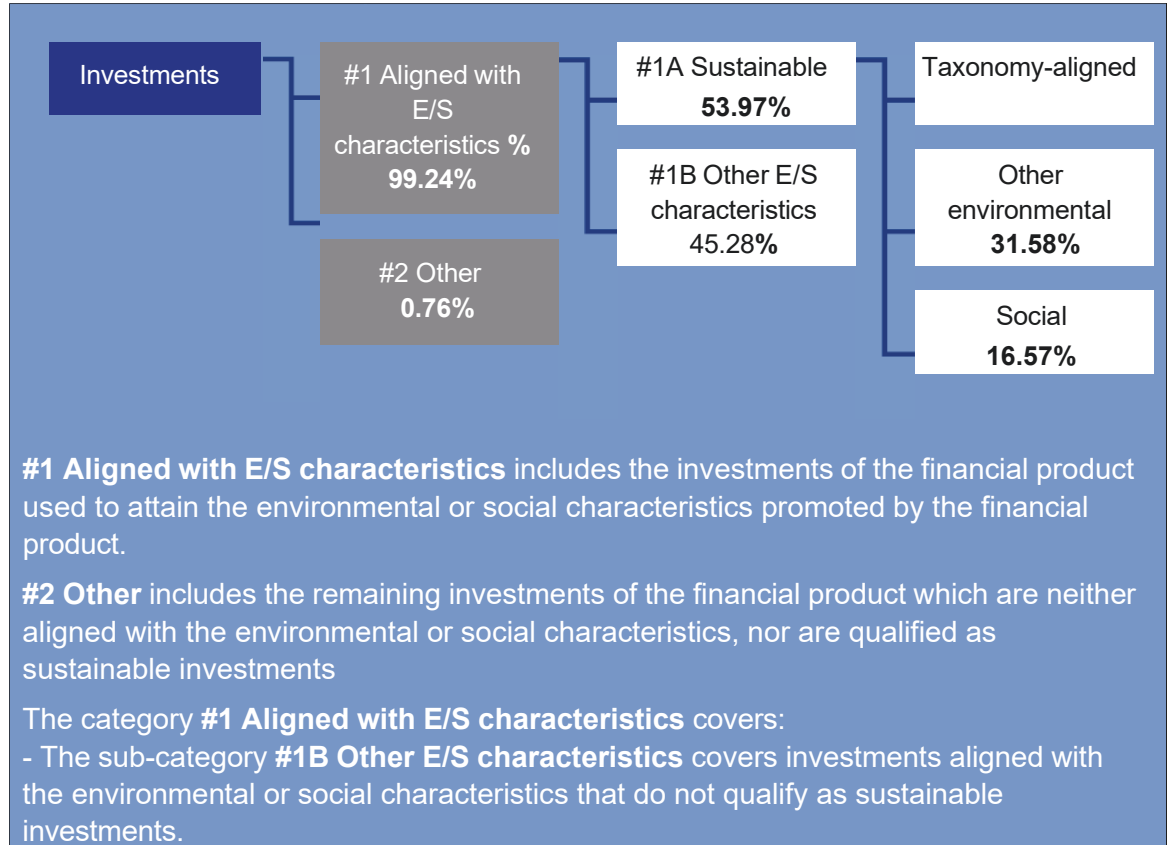 Investments
#1 Aligned with
E/S
characteristics %
99.24%
#2 Other
0.76%
#1A Sustainable
53.97%
#1B Other E/S
characteristics
45.28%
Taxonomy-aligned
Other
environmental
31.58%
Social
16.57%
#1 Aligned with E/S characteristics includes the investments of the financial product
used to attain the environmental or social characteristics promoted by the financial
product.
#2 Other includes the remaining investments of the financial product which are neither
aligned with the environmental or social characteristics, nor are qualified as
sustainable investments
The category #1 Aligned with E/S characteristics covers:
- The sub-category #1B Other E/S characteristics covers investments aligned with
the environmental or social characteristics that do not qualify as sustainable
investments.